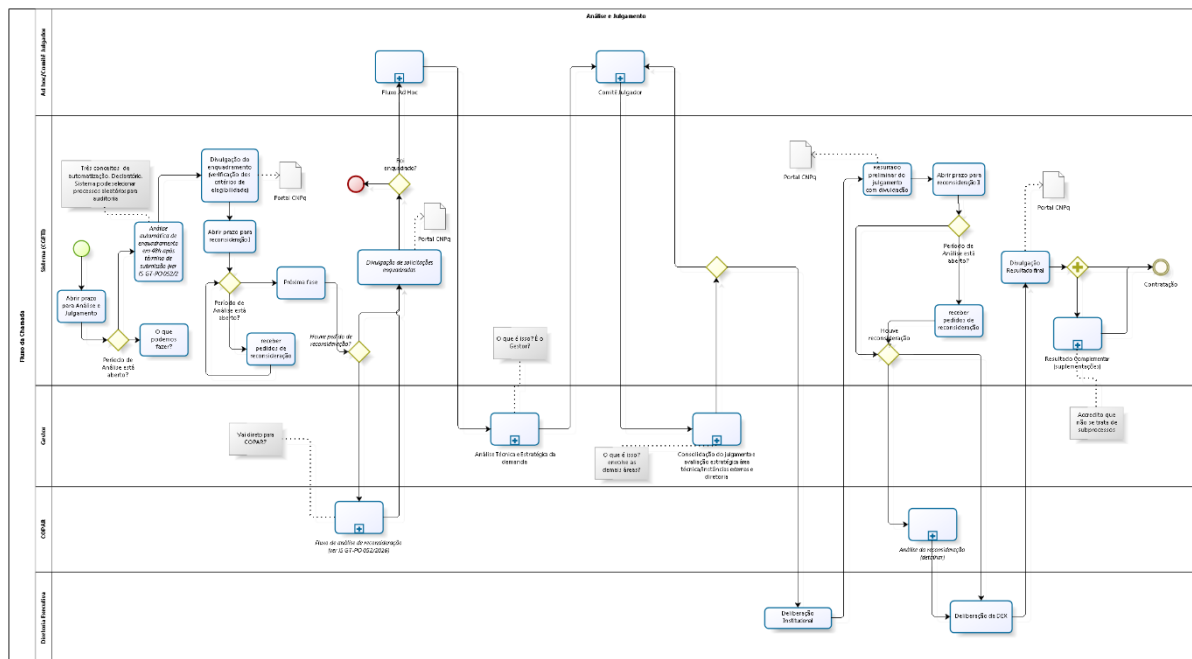 Análise e Julgamento
Fluxo da Chamada
Ad hoc/Comitê Julgador
Fluxo Ad Hoc
Comitê Julgador
Sistema (CGETI)
Três conceitos de
automatização. Declaratório.
Sistema pode selecionar
processos aleatórios para
auditoria
Divulgação do
enquadramento
(verificação dos
critérios de
elegibilidade)
Portal CNPq
Análise
automática de
enquadramento
em 48h após
término de
submissão (ver
IS GT-PO 052/2
Abrir prazo para
reconsideração1
Abrir prazo
para Análise e
Julgamento
Período de
Análise está
aberto?
O que
podemos
fazer?
Período de
Análise está
aberto?
Próxima fase
receber
pedidos de
reconsideração
Houve pedido de
reconsideração?
Foi
enquadrado?
Portal CNPq
Divulgação de solicitações
enquadradas
Portal CNPq
Resultado
preliminar do
julgamento
com divulgação
Abrir prazo para
reconsideração3
Período de
Análise está
aberto?
receber
pedidos de
reconsideração
Houve
reconsideração?
Portal CNPq
Divulgação
Resultado final
Contratação
Resultado Complementar
(suplementações)
Gestor
O que é isso? É o
Gestor?
Análise Técnica e Estratégica da
demanda
O que é isso?
envolve as
demais áreas?
Consolidação do julgamento e
avaliação estratégica área
técnica/instâncias externas e
diretoria
Vai direto para
COPAR?
Acredito que
não se trata de
subprocessos
COPAR
Fluxo de análise de reconsideração
(ver IS GT-PO 052/2026)
Análise da reconsideração
(detalhar)
Diretoria Executiva
Deliberação
Institucional
Deliberação da DEX